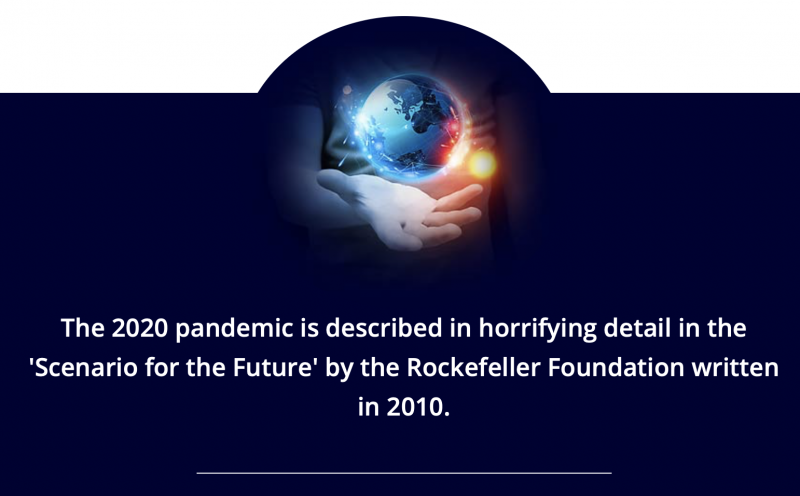 The 2020 pandemic is described in horrifying detail in the
'Scenario for the Future' by the Rockefeller Foundation written
in 2010.